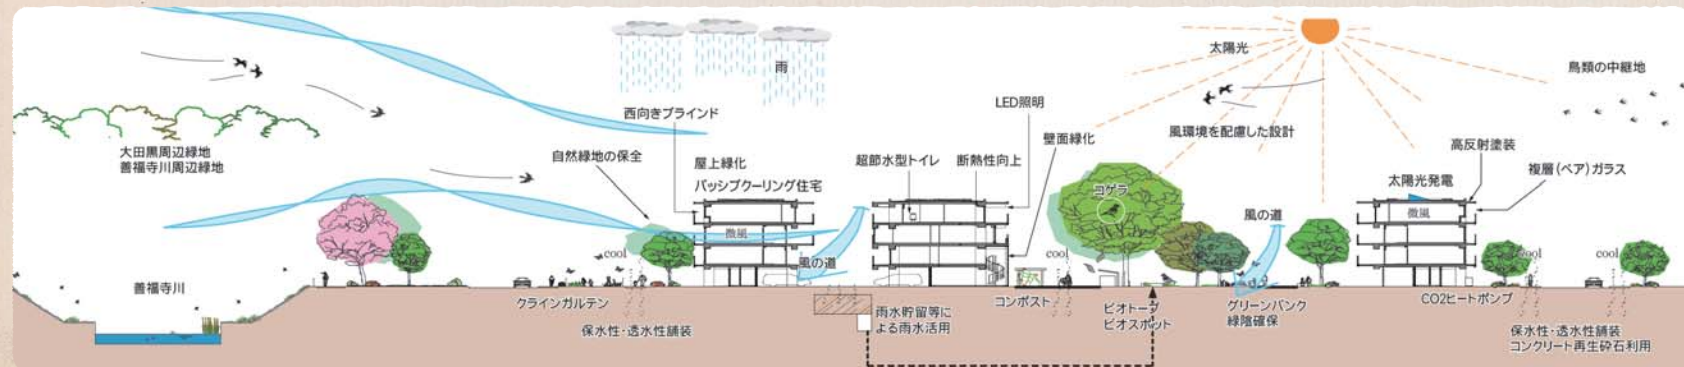 雨
太陽光
鳥類の中継地
LED照明
西向きブラインド
風環境を配慮した設計
壁面緑化
高反射塗装
大田黒周辺緑地
善福寺川周辺緑地
自然緑地の保全
屋上緑化
パッシブクーリング住宅
超節水型トイレ
断熱性向上
複層(ペア)ガラス
太陽光発電
コゲラ
微風
風の道
微風
cool
風の道
cool
cool
cool
善福寺川
クラインガルテン
保水性・透水性舗装
雨水貯留等に
よる雨水活用
コンポスト
ビオトープ
ビオスポット
グリーンバンク
緑陰確保
CO2ヒートポンプ
保水性・透水性舗装
コンクリート再生砕石利用